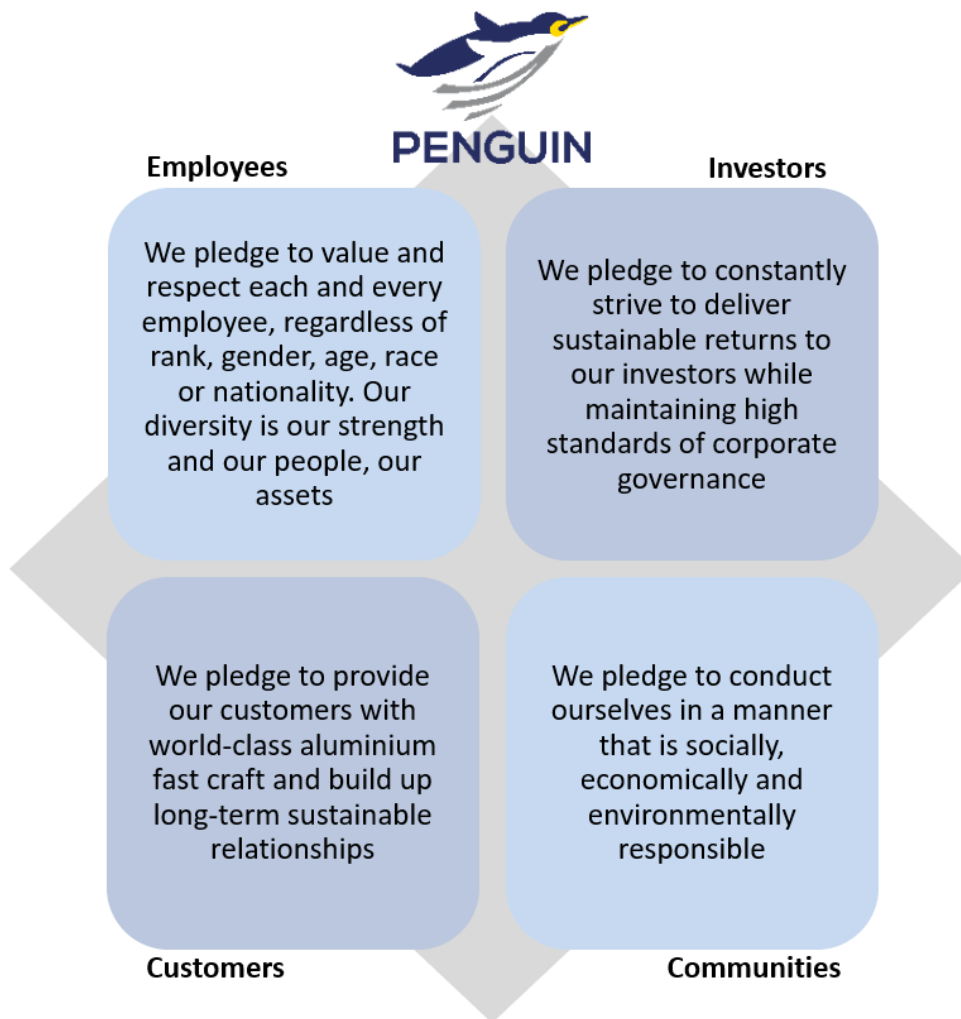 PENGUIN
Employees
We pledge to value and
respect each and every
employee, regardless of
rank, gender, age, race
or nationality. Our
diversity is our strength
and our people, our
assets
Investors
We pledge to constantly
strive to deliver
sustainable returns to
our investors while
maintaining high
standards of corporate
governance
We pledge to provide
our customers with
world-class aluminium
fast craft and build up
long-term sustainable
relationships
Customers
We pledge to conduct
ourselves in a manner
that is socially,
economically and
environmentally
responsible
Communities